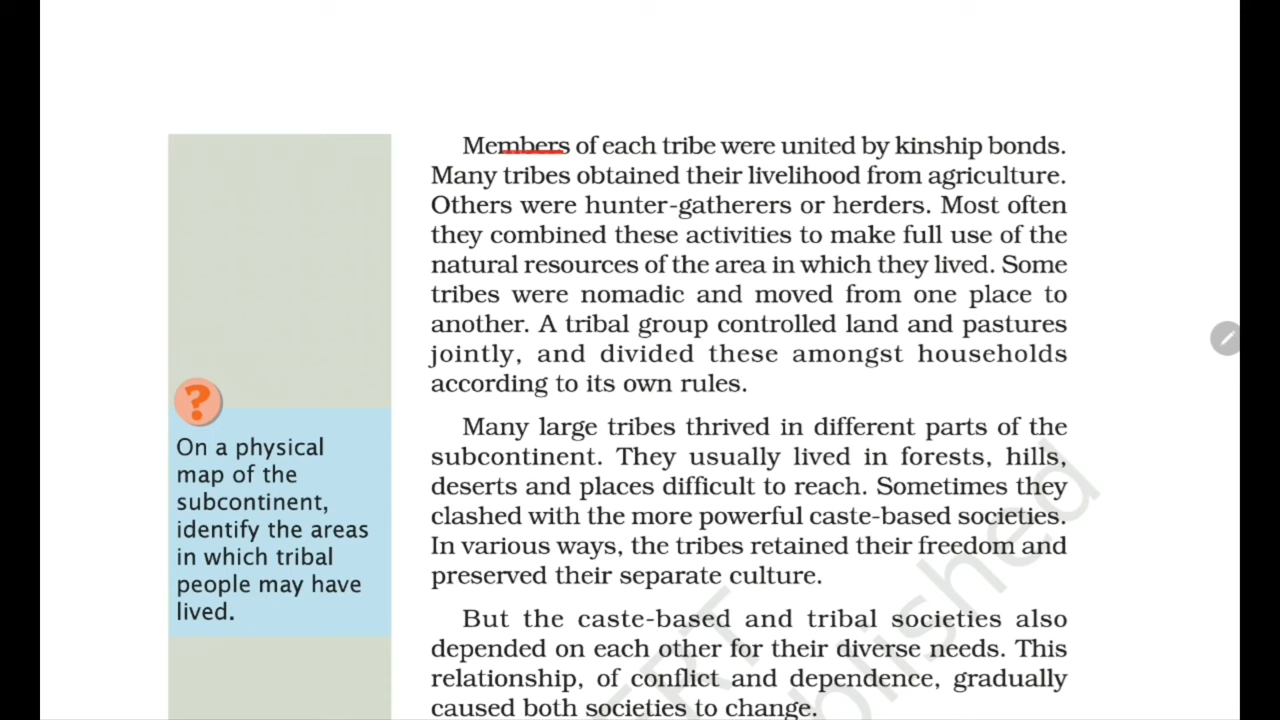 Members of each tribe were united by kinship bonds.
Many tribes obtained their livelihood from agriculture.
Others were hunter-gatherers or herders. Most often
they combined these activities to make full use of the
natural resources of the area in which they lived. Some
tribes were nomadic and moved from one place to
another. A tribal group controlled land and pastures
jointly, and divided these amongst households
according to its own rules.
Many large tribes thrived in different parts of the
subcontinent. They usually lived in forests, hills,
deserts and places difficult to reach. Sometimes they
clashed with the more powerful caste-based societies.
In various ways, the tribes retained their freedom and
preserved their separate culture.
But the caste-based and tribal societies also
depended on each other for their diverse needs. This
relationship, of conflict and dependence, gradually
caused both societies to change.
?
On a physical
map of the
subcontinent,
identify the areas
in which tribal
people may have
lived.